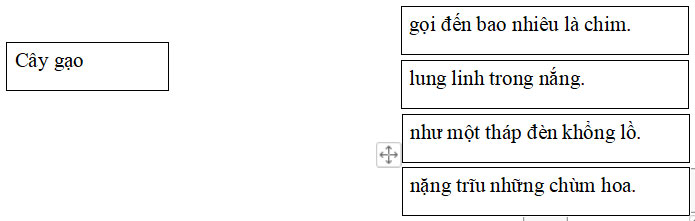 gọi đến bao nhiêu là chim.
Cây gạo
lung linh trong nắng.
như một tháp đèn khổng lồ.
nặng trĩu những chùm hoa.